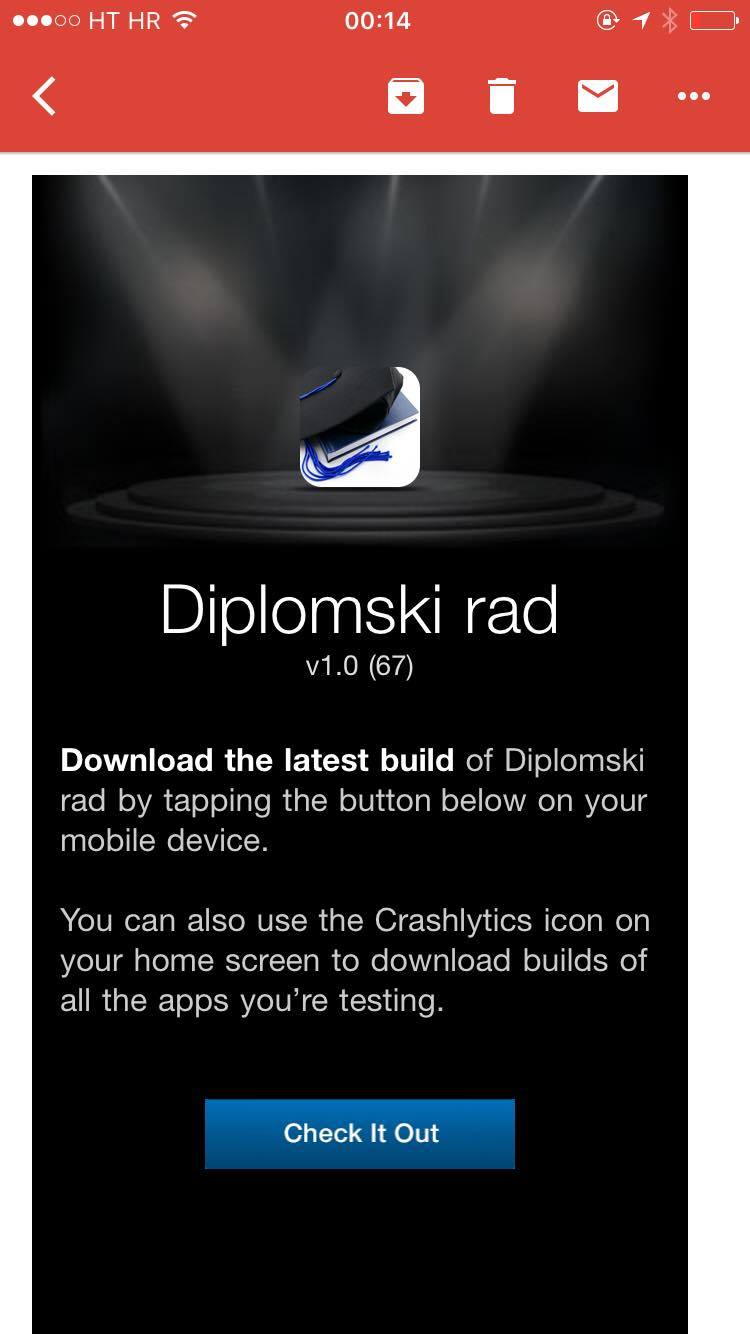 HT HR 00:14
Diplomski rad
v1.0 (67)
Download the latest build of Diplomski
rad by tapping the button below on your
mobile device.
You can also use the Crashlytics icon on
your home screen to download builds of
all the apps you’re testing.
Check It Out